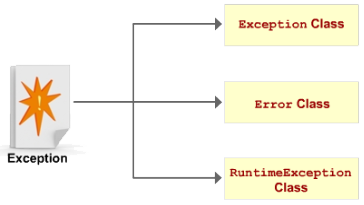 Exception Class
Error Class
Exception
RuntimeException
Class